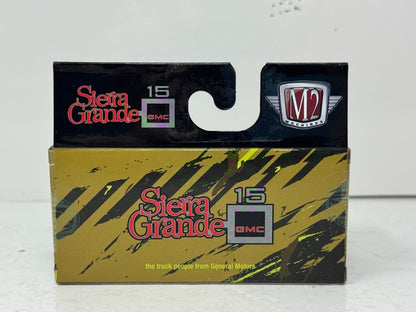 Sierra 15
Grande GMC
M2
MACHINES
Sierra 15
Grande GMC
the truck people from General Motors